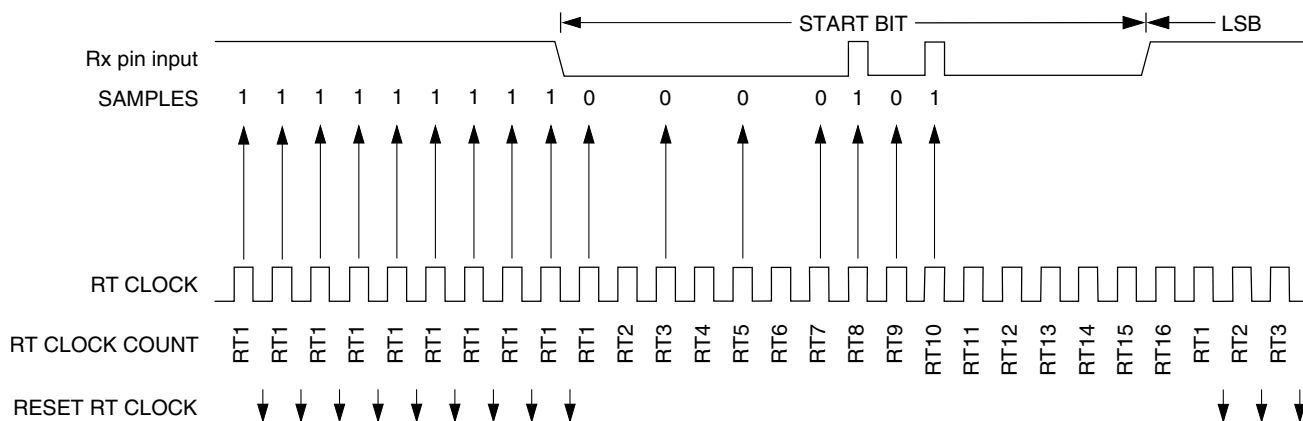 START BIT LSB
Rx pin input
SAMPLES 1 1 1 1 1 1 1 1 1 0 0 0 0 1 0 1
RT CLOCK
RT CLOCK COUNT RT1 RT1 RT1 RT1 RT1 RT1 RT1 RT1 RT1 RT1 RT2 RT3 RT4 RT5 RT6 RT7 RT8 RT9 RT10 RT11 RT12 RT13 RT14 RT15 RT16 RT1 RT2 RT3
RESET RT CLOCK